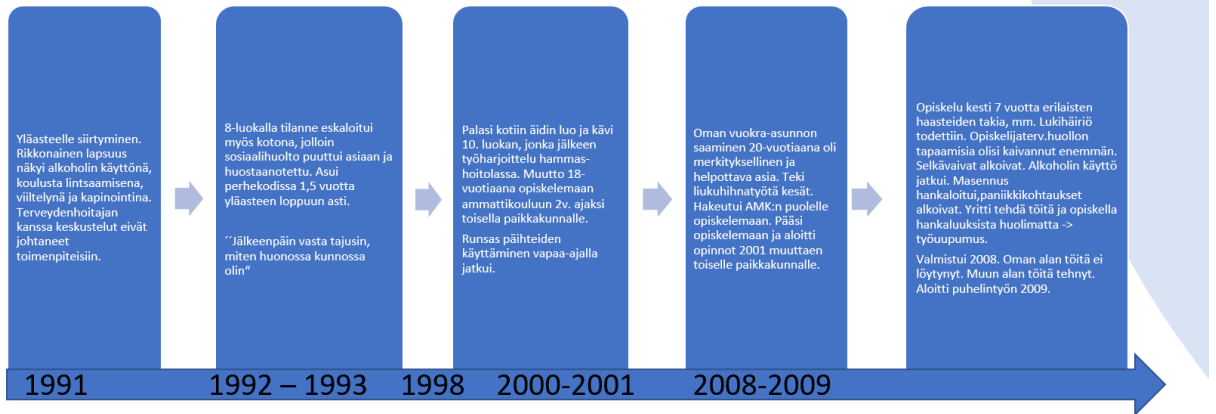 Yläasteelle siirtyminen.
Rikkonainen lapsuus
näkyi alkoholin käyttönä,
koulusta lintsaamisena,
viiltelynä ja kapinointina.
Terveydenhoitajan
kanssa keskustelut eivät
johtaneet
toimenpiteisiin.
8-luokalla tilanne eskaloitui
myös kotona, jolloin
sosiaalihuolto puuttui asiaan ja
huostaanotettu. Asui
perhekodissa 1,5 vuotta
yläasteen loppuun asti.
´´Jälkeenpäin vasta tajusin,
miten huonossa kunnossa
olin“
Palasi kotiin äidin luo ja kävi
10. luokan, jonka jälkeen
työharjoittelu hammas-
hoitolassa. Muutto 18-
vuotiaana opiskelemaan
ammattikouluun 2v. ajaksi
toisella paikkakunnalle.
Runsas päihteiden
käyttäminen vapaa-ajalla
jatkui.
Oman vuokra-asunnon
saaminen 20-vuotiaana oli
merkityksellinen ja
helpottava asia. Teki
liukuhihnatyötä kesät.
Hakeutui AMK:n puolelle
opiskelemaan. Pääsi
opiskelemaan ja aloitti
opinnot 2001 muuttaen
toiselle paikkakunnalle.
Opiskelu kesti 7 vuotta erilaisten
haasteiden takia, mm. Lukihäiriö
todettiin. Opiskelijaterv.huollon
tapaamisia olisi kaivannut enemmän.
Selkävaivat alkoivat. Alkoholin käyttö
jatkui. Masennus
hankaloitui,paniikkikohtaukset
alkoivat. Yritti tehdä töitä ja opiskella
hankaluuksista huolimatta ->
työuupumus.
Valmistui 2008. Oman alan töitä ei
löytynyt. Muun alan töitä tehnyt.
Aloitti puhelintyön 2009.
1991 1992 – 1993 1998 2000-2001 2008-2009